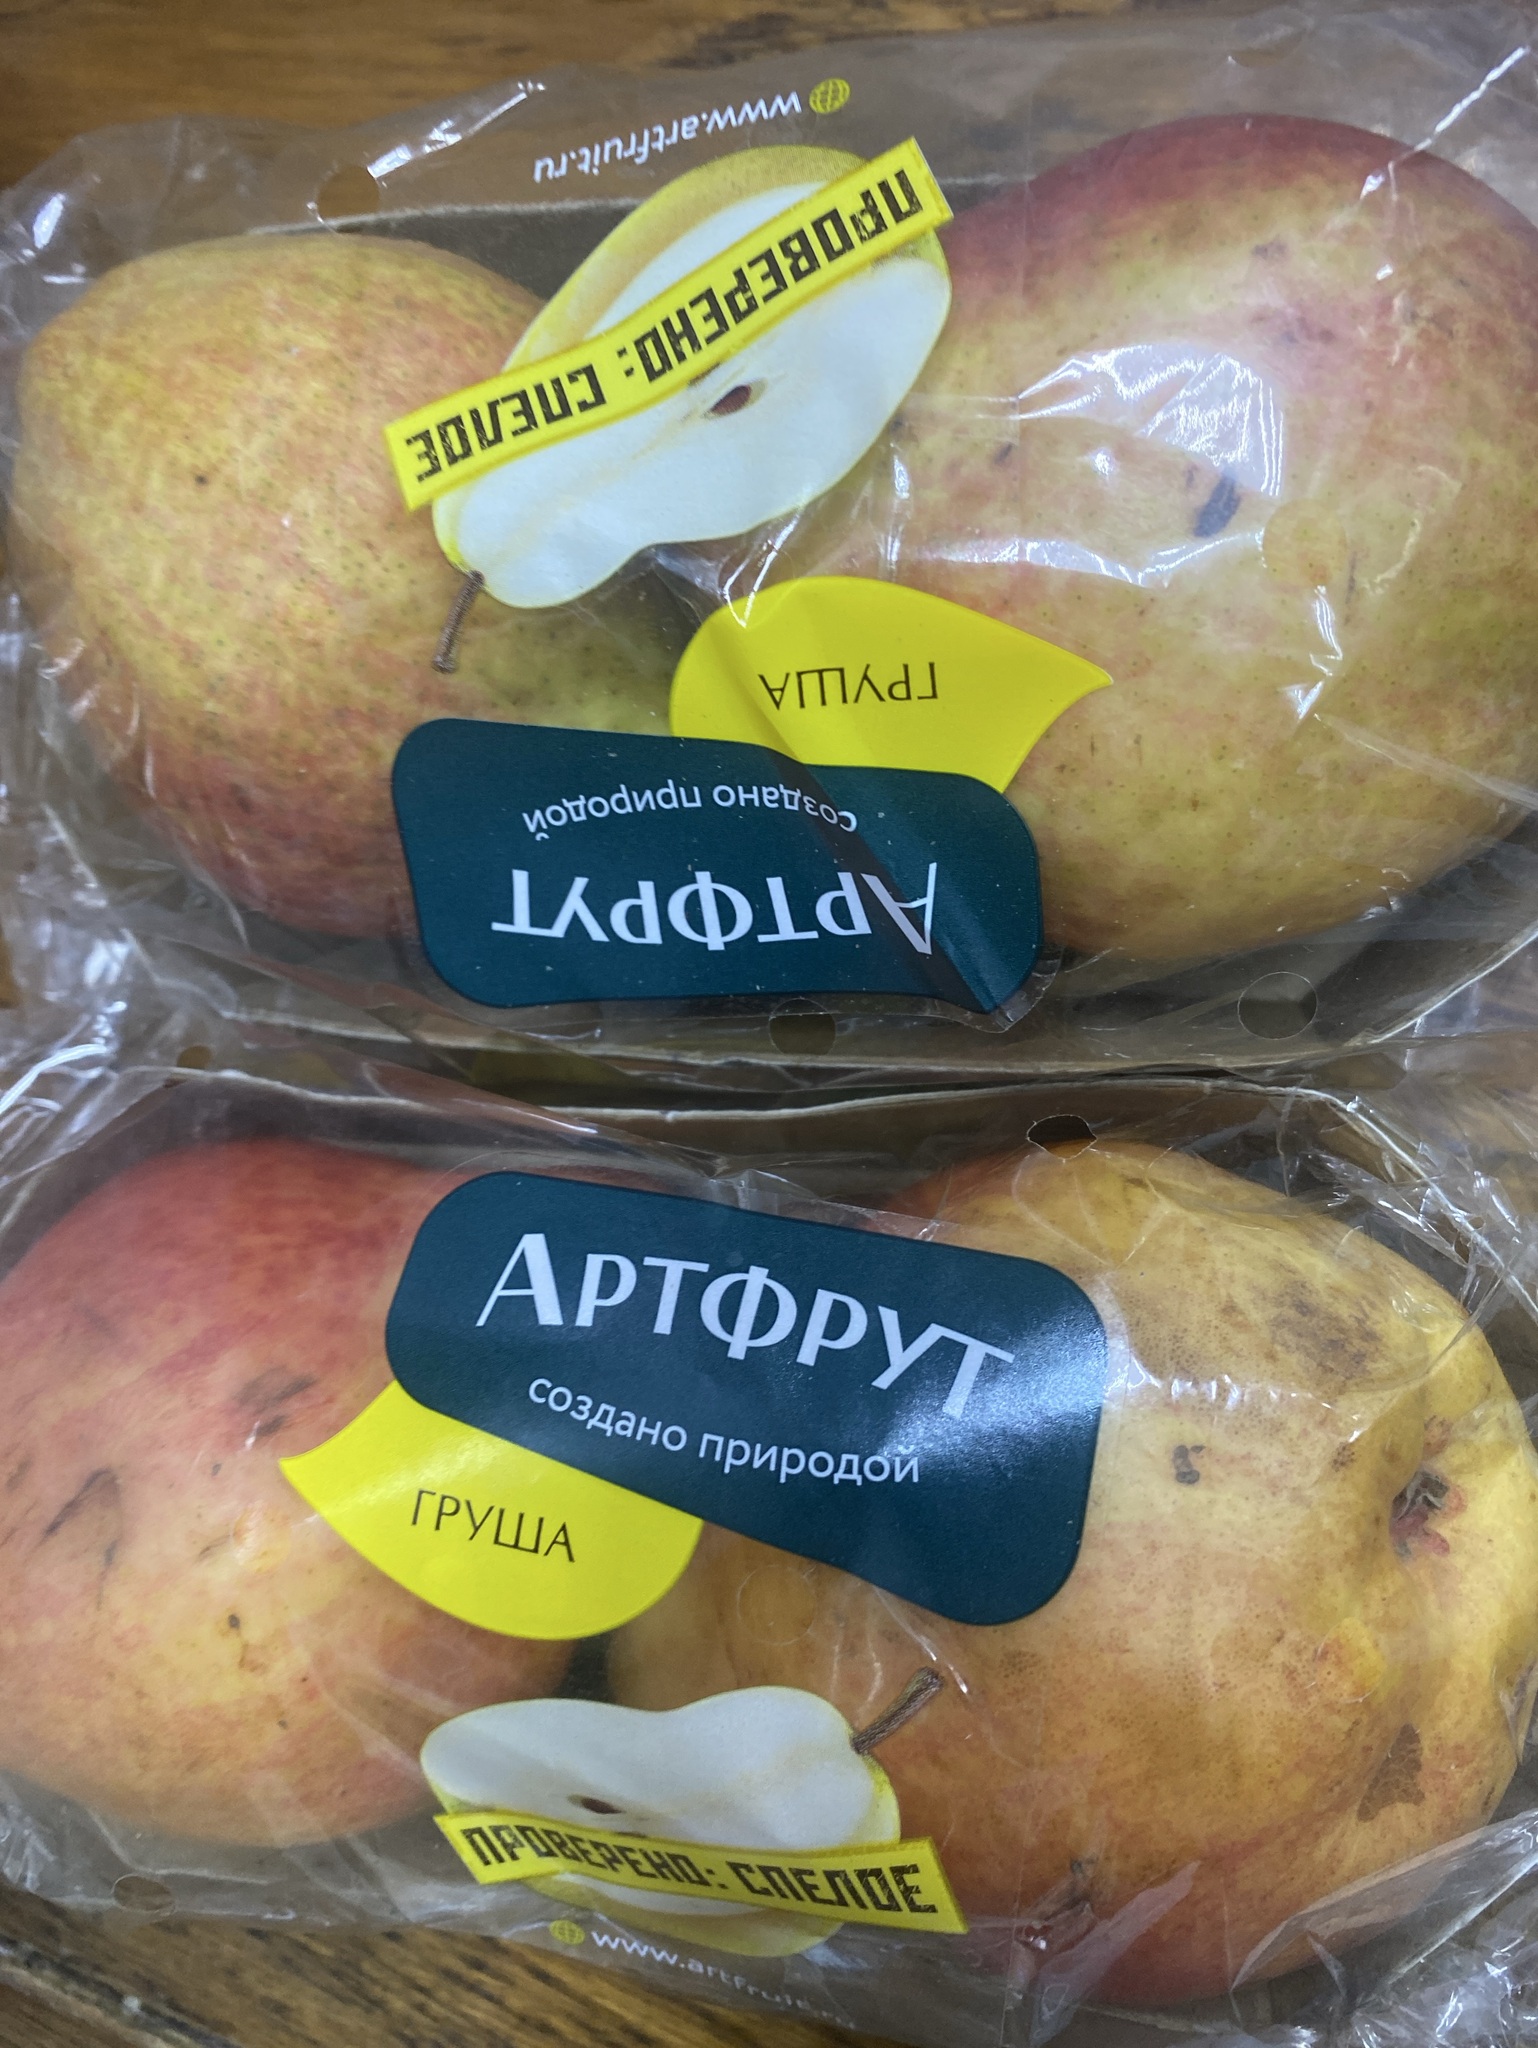 www.artfruit.ru
ПРОВЕРЕНО: СПЕЛОЕ
ГРУША
создано природой
АРТФРУТ
АРТФРУТ
создано природой
ГРУША
ПРОВЕРЕНО: СПЕЛОЕ
www.artfruit.ru